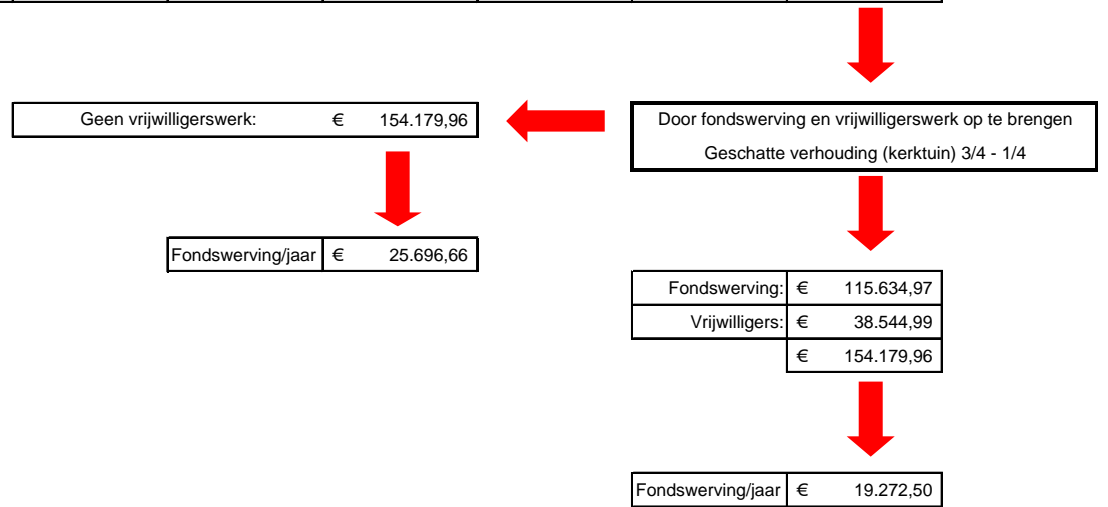 Geen vrijwilligerswerk: € 154.179,96
Door fondswerving en vrijwilligerswerk op te brengen
Geschatte verhouding (kerktuin) 3/4 - 1/4
Fondswerving/jaar € 25.696,66
Fondswerving: € 115.634,97
Vrijwilligers: € 38.544,99
€ 154.179,96
Fondswerving/jaar € 19.272,50